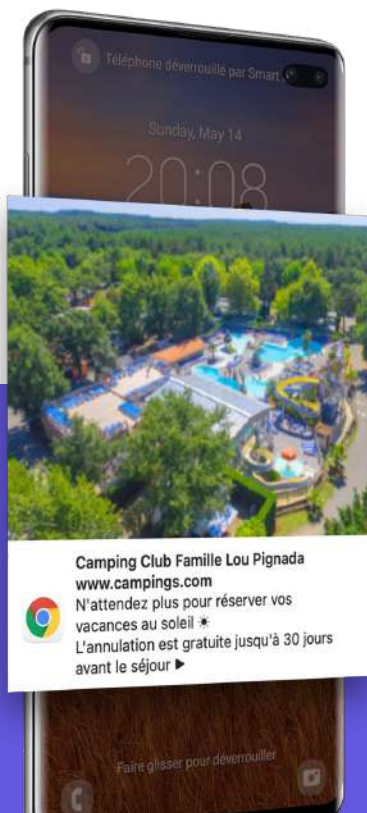 Téléphone déverrouillé par Smart
Sunday, May 14
20:08
Camping Club Famille Lou Pignada
www.campings.com
N'attendez plus pour réserver vos
vacances au soleil ☀
L'annulation est gratuite jusqu'à 30 jours
avant le séjour ▶
Faire glisser pour déverrouiller